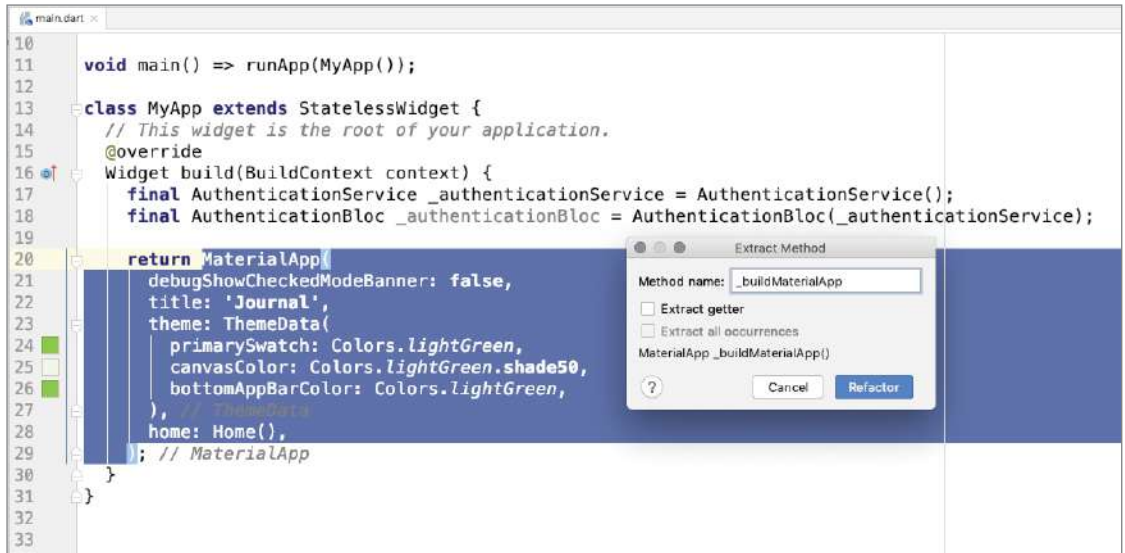 main.dart
10
11 void main() => runApp(MyApp());
12
13 class MyApp extends StatelessWidget {
14 // This widget is the root of your application.
15 @override
16 Widget build(BuildContext context) {
17 final AuthenticationService _authenticationService = AuthenticationService();
18 final AuthenticationBloc _authenticationBloc = AuthenticationBloc(_authenticationService);
19
20 return MaterialApp(
21 debugShowCheckedModeBanner: false,
22 title: 'Journal',
23 theme: ThemeData(
24 primarySwatch: Colors.lightGreen,
25 canvasColor: Colors.lightGreen.shade50,
26 bottomAppBarColor: Colors.lightGreen,
27 ), // ThemeData
28 home: Home(),
29 ); // MaterialApp
30 }
31 }
32
33
Extract Method
Method name: _buildMaterialApp
Extract getter
Extract all occurrences
MaterialApp _buildMaterialApp()
? Cancel Refactor